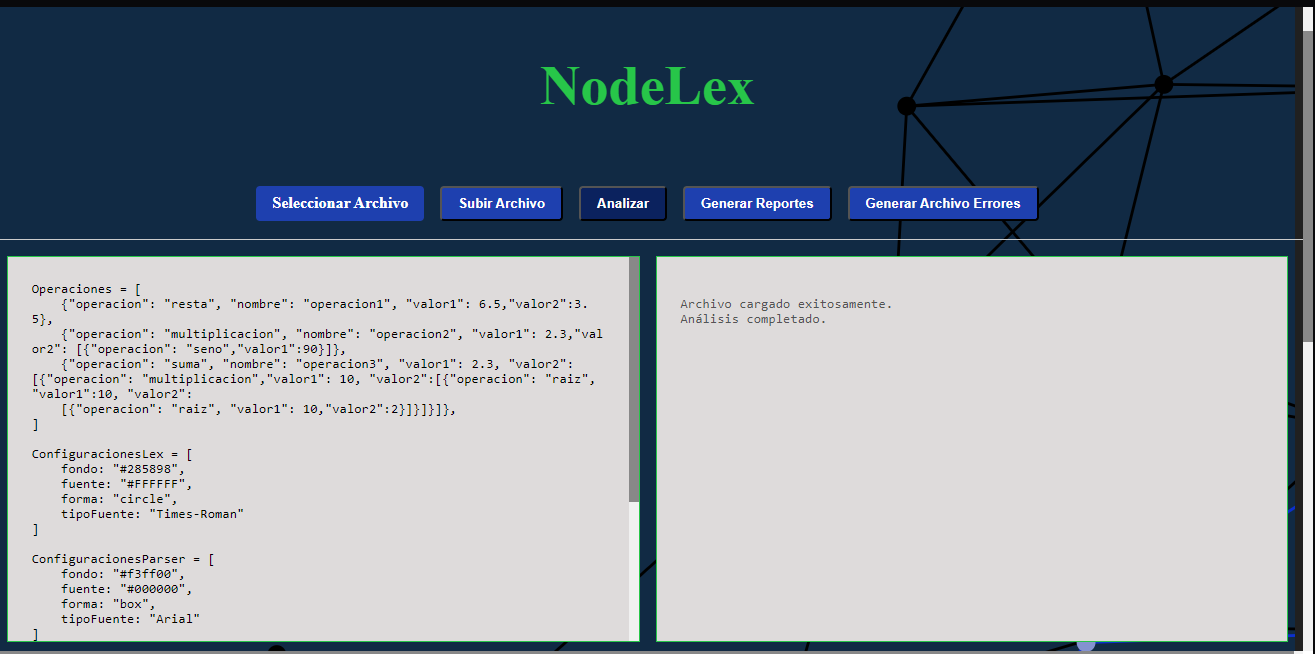 NodeLex
Seleccionar Archivo
Subir Archivo
Analizar
Generar Reportes
Generar Archivo Errores
Operaciones = [
    {"operacion": "resta", "nombre": "operacion1", "valor1": 6.5,"valor2":3.
5},
    {"operacion": "multiplicacion", "nombre": "operacion2", "valor1": 2.3,"val
or2": [{"operacion": "seno","valor1":90}]},
    {"operacion": "suma", "nombre": "operacion3", "valor1": 2.3, "valor2":
[{"operacion": "multiplicacion","valor1": 10, "valor2":[{"operacion": "raiz",
"valor1":10, "valor2":
    [{"operacion": "raiz", "valor1": 10,"valor2":2}]}]}]},
]
ConfiguracionesLex = [
    fondo: "#285898",
    fuente: "#FFFFFF",
    forma: "circle",
    tipoFuente: "Times-Roman"
]
ConfiguracionesParser = [
    fondo: "#f3ff00",
    fuente: "#000000",
    forma: "box",
    tipoFuente: "Arial"
]
Archivo cargado exitosamente.
Análisis completado.